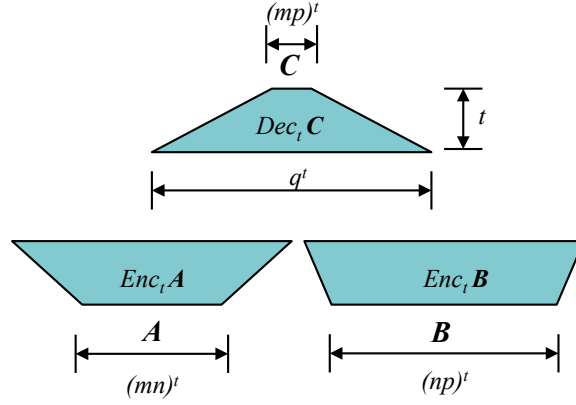 (mp)^t
C
Dec_t C
t
q^t
Enc_t A
Enc_t B
A
B
(mn)^t
(np)^t